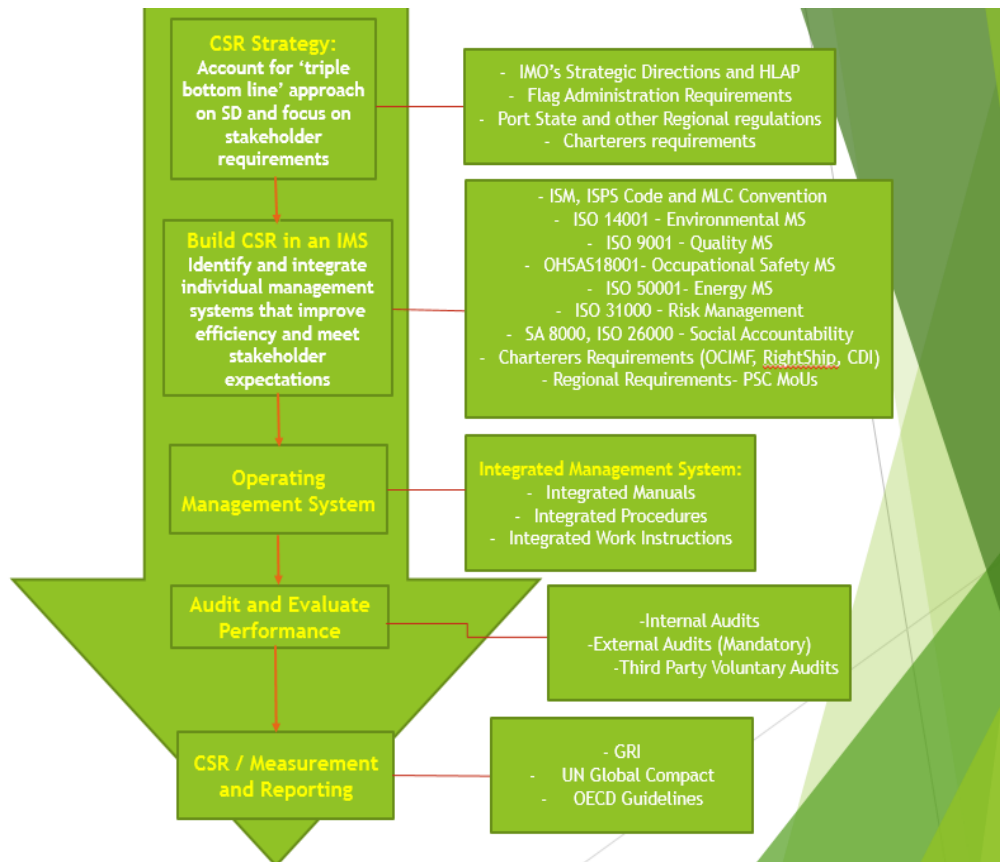 CSR Strategy:
Account for ‘triple
bottom line’ approach
on SD and focus on
stakeholder
requirements
- IMO's Strategic Directions and HLAP
- Flag Administration Requirements
- Port State and other Regional regulations
- Charterers requirements
Build CSR in an IMS
Identify and integrate
individual management
systems that improve
efficiency and meet
stakeholder
expectations
- ISM, ISPS Code and MLC Convention
- ISO 14001 – Environmental MS
- ISO 9001 – Quality MS
- OHSAS18001- Occupational Safety MS
- ISO 50001- Energy MS
- ISO 31000 – Risk Management
- SA 8000, ISO 26000 – Social Accountability
- Charterers Requirements (OCIMF, RightShip, CDI)
- Regional Requirements- PSC MoUs
Operating
Management System
Integrated Management System:
- Integrated Manuals
- Integrated Procedures
- Integrated Work Instructions
Audit and Evaluate
Performance
-Internal Audits
-External Audits (Mandatory)
-Third Party Voluntary Audits
CSR / Measurement
and Reporting
- GRI
- UN Global Compact
- OECD Guidelines